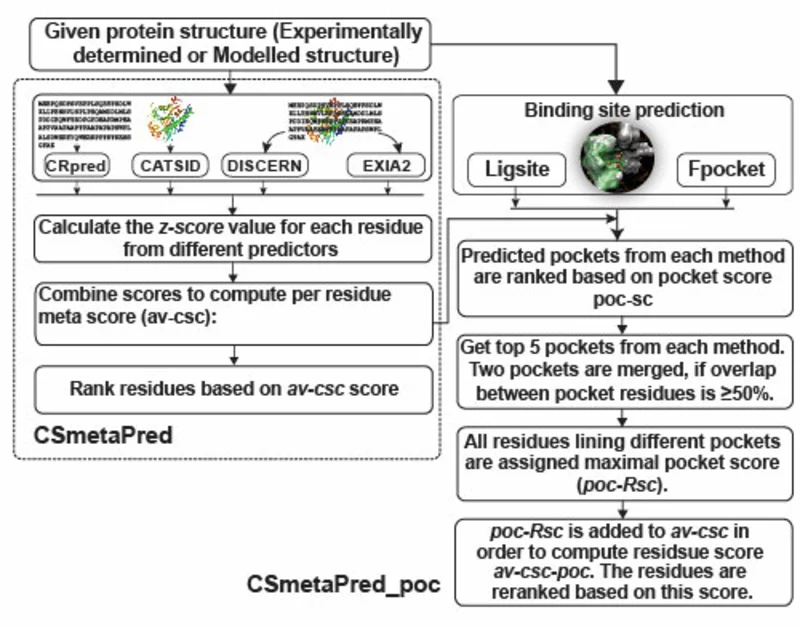 Given protein structure (Experimentally
determined or Modelled structure)
CRpred
CATSID
DISCERN
EXIA2
Calculate the z-score value for each residue
from different predictors
Combine scores to compute per residue
meta score (av-csc):
Rank residues based on av-csc score
CSmetaPred
Binding site prediction
Ligsite
Fpocket
Predicted pockets from each method
are ranked based on pocket score
poc-sc
Get top 5 pockets from each method.
Two pockets are merged, if overlap
between pocket residues is ≥50%.
All residues lining different pockets
are assigned maximal pocket score
(poc-Rsc).
poc-Rsc is added to av-csc in
order to compute residsue score
av-csc-poc. The residues are
reranked based on this score.
CSmetaPred_poc